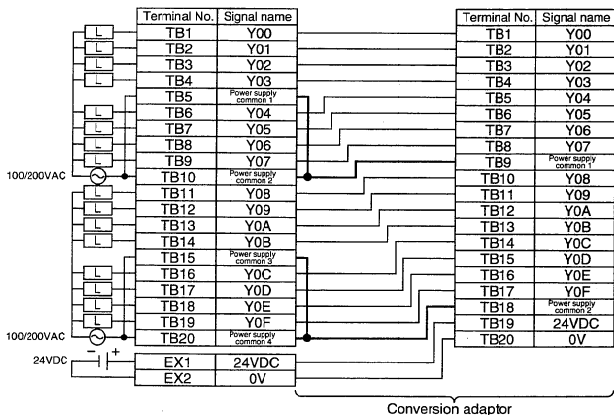 Terminal No. Signal name Terminal No. Signal name
L TB1 Y00 TB1 Y00
L TB2 Y01 TB2 Y01
L TB3 Y02 TB3 Y02
L TB4 Y03 TB4 Y03
TB5 Power supply common 1 TB5 Y04
L TB6 Y04 TB6 Y05
L TB7 Y05 TB7 Y06
L TB8 Y06 TB8 Y07
L TB9 Y07 TB9 Power supply common 1
100/200VAC TB10 Power supply common 2 TB10 Y08
L TB11 Y08 TB11 Y09
L TB12 Y09 TB12 Y0A
L TB13 Y0A TB13 Y0B
L TB14 Y0B TB14 Y0C
TB15 Power supply common 3 TB15 Y0D
L TB16 Y0C TB16 Y0E
L TB17 Y0D TB17 Y0F
L TB18 Y0E TB18 Power supply common 2
L TB19 Y0F TB19 24VDC
100/200VAC TB20 Power supply common 4 TB20 0V
24VDC − + EX1 24VDC
EX2 0V
Conversion adaptor